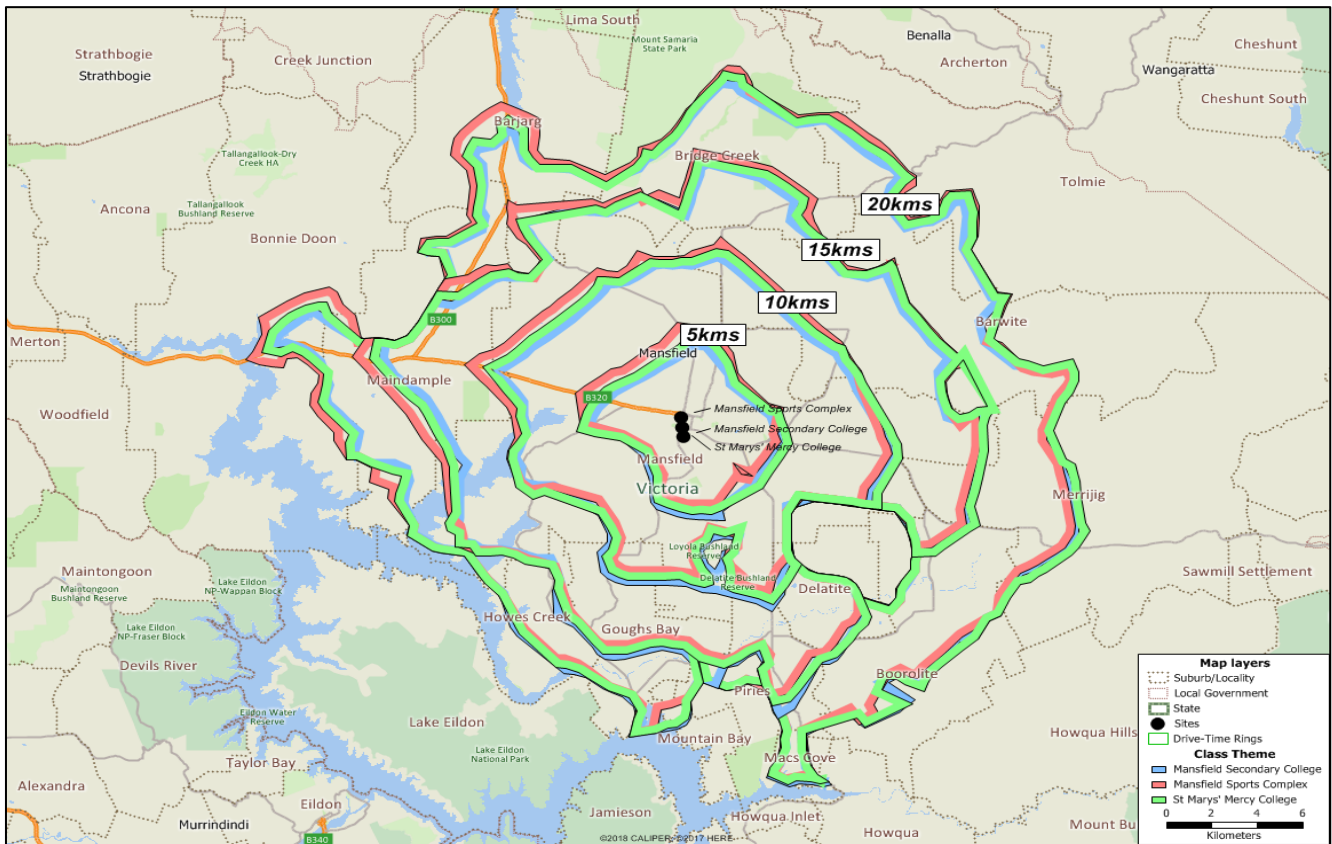 Lima South
Mount Samaria
State Park
Benalla
Archerton
Cheshunt
Strathbogie
Strathbogie
Creek Junction
Wangaratta
Cheshunt South
Barjarg
Tallangallook-Dry
Creek HA
Bridge Creek
Tolmie
Ancona
Tallangallook
Bushland Reserve
20kms
Bonnie Doon
15kms
10kms
B300
Barwite
5kms
Merton
Mansfield
Maindample
B320
Woodfield
Mansfield Sports Complex
Mansfield Secondary College
St Marys' Mercy College
Mansfield
Victoria
Merrijig
Loyola Bushland
Reserve
Maintongoon
Maintongoon
Bushland Reserve
Lake Eildon
NP-Wappan Block
Delatite Bushland
Reserve
Delatite
Sawmill Settlement
Howes Creek
Goughs Bay
Lake Eildon
NP-Fraser Block
Devils River
Boorolite
Piries
Eildon Water
Reserve
Lake Eildon
Mountain Bay
Howqua Hills
Lake Eildon
National Park
Macs Cove
Taylor Bay
Alexandra
Eildon
Jamieson
Howqua Inlet
Murrindindi
Howqua
Mount Bu
B340
©2018 CALIPER; ©2017 HERE
Map layers
Suburb/Locality
Local Government
State
Sites
Drive-Time Rings
Class Theme
Mansfield Secondary College
Mansfield Sports Complex
St Marys' Mercy College
0 2 4 6
Kilometers